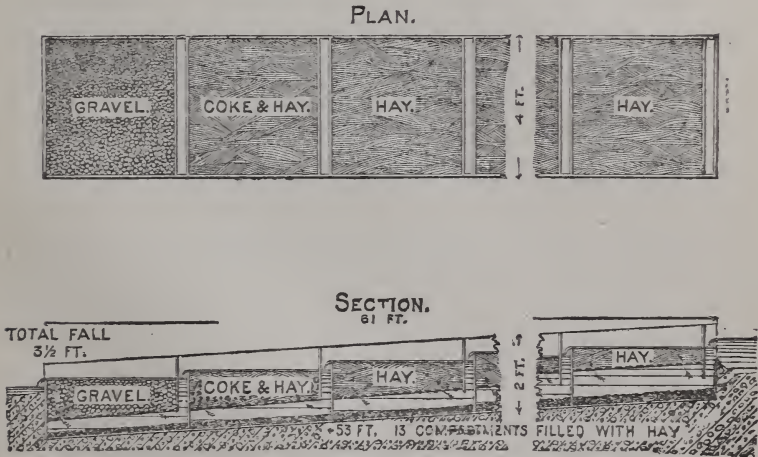 PLAN.
GRAVEL. COKE & HAY. HAY. 4 FT. HAY.
SECTION.
61 FT.
TOTAL FALL
3½ FT.
GRAVEL COKE & HAY. HAY. 2 FT. HAY.
53 FT. 13 COMPARTMENTS FILLED WITH HAY